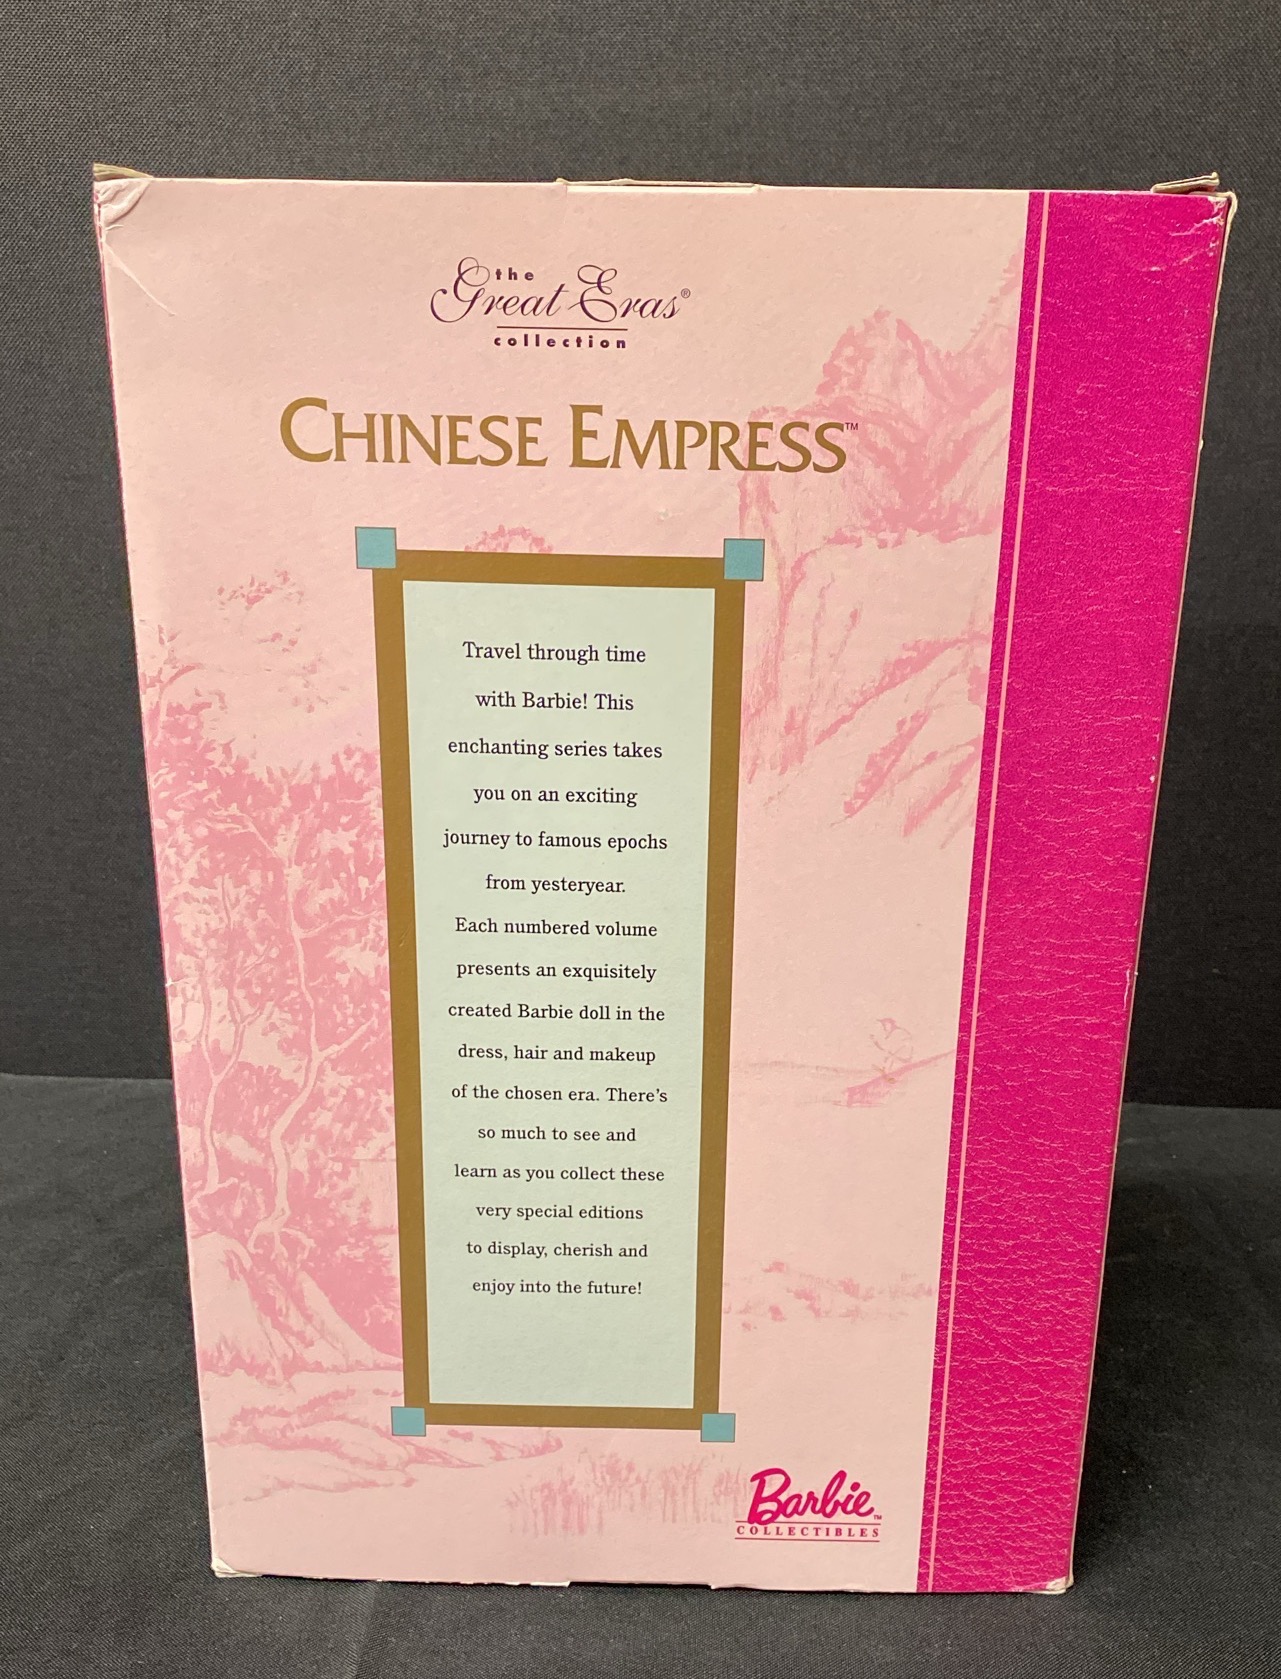 the
Great Eras®
collection
CHINESE EMPRESS™
Travel through time
with Barbie! This
enchanting series takes
you on an exciting
journey to famous epochs
from yesteryear.
Each numbered volume
presents an exquisitely
created Barbie doll in the
dress, hair and makeup
of the chosen era. There's
so much to see and
learn as you collect these
very special editions
to display, cherish and
enjoy into the future!
Barbie™
COLLECTIBLES